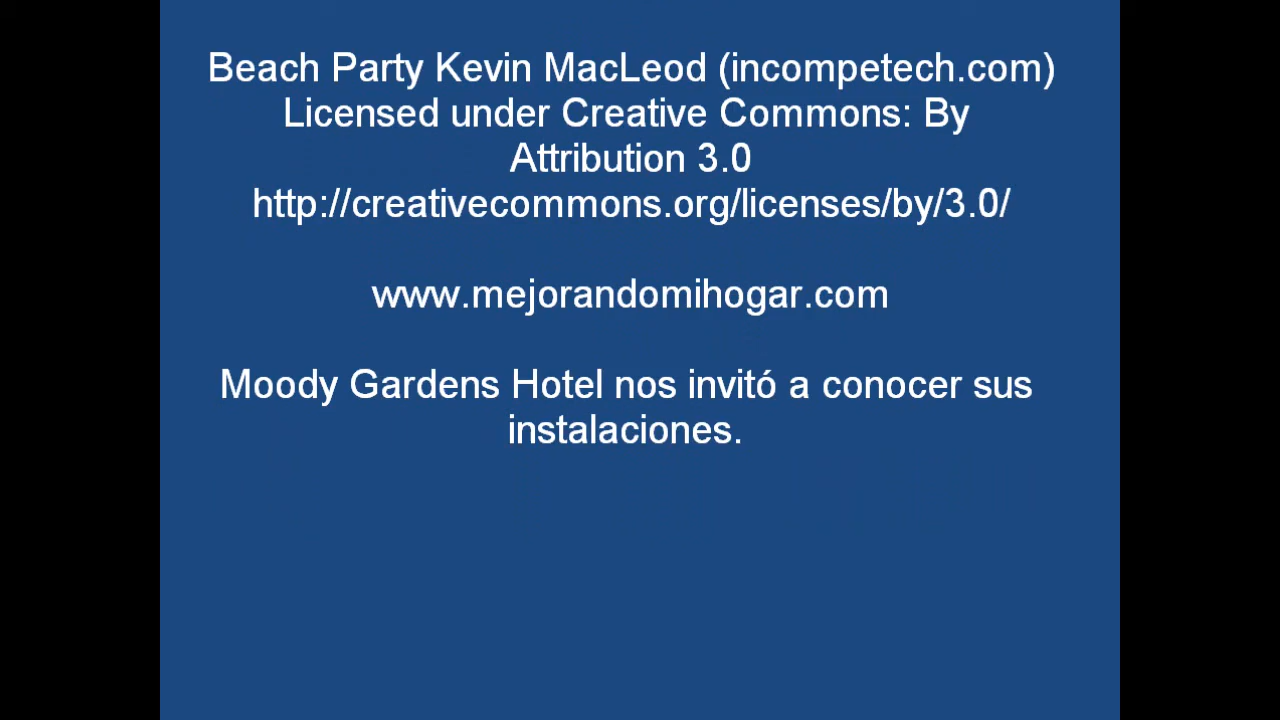 Beach Party Kevin MacLeod (incompetech.com)
Licensed under Creative Commons: By
Attribution 3.0
http://creativecommons.org/licenses/by/3.0/
www.mejorandomihogar.com
Moody Gardens Hotel nos invitó a conocer sus
instalaciones.